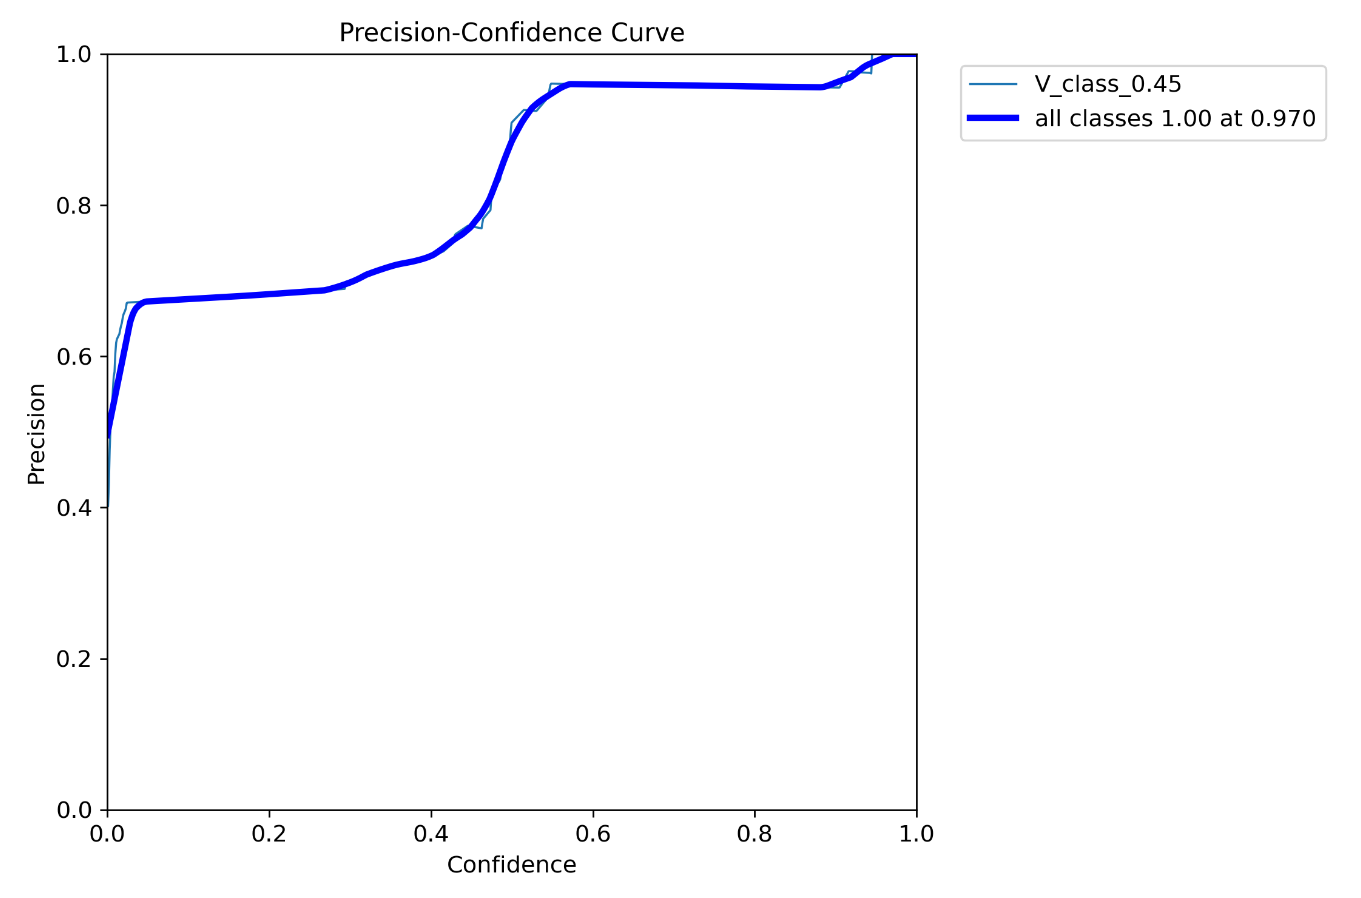 Precision-Confidence Curve
V_class_0.45
all classes 1.00 at 0.970
1.0
0.8
0.6
0.4
0.2
0.0
Precision
0.0 0.2 0.4 0.6 0.8 1.0
Confidence